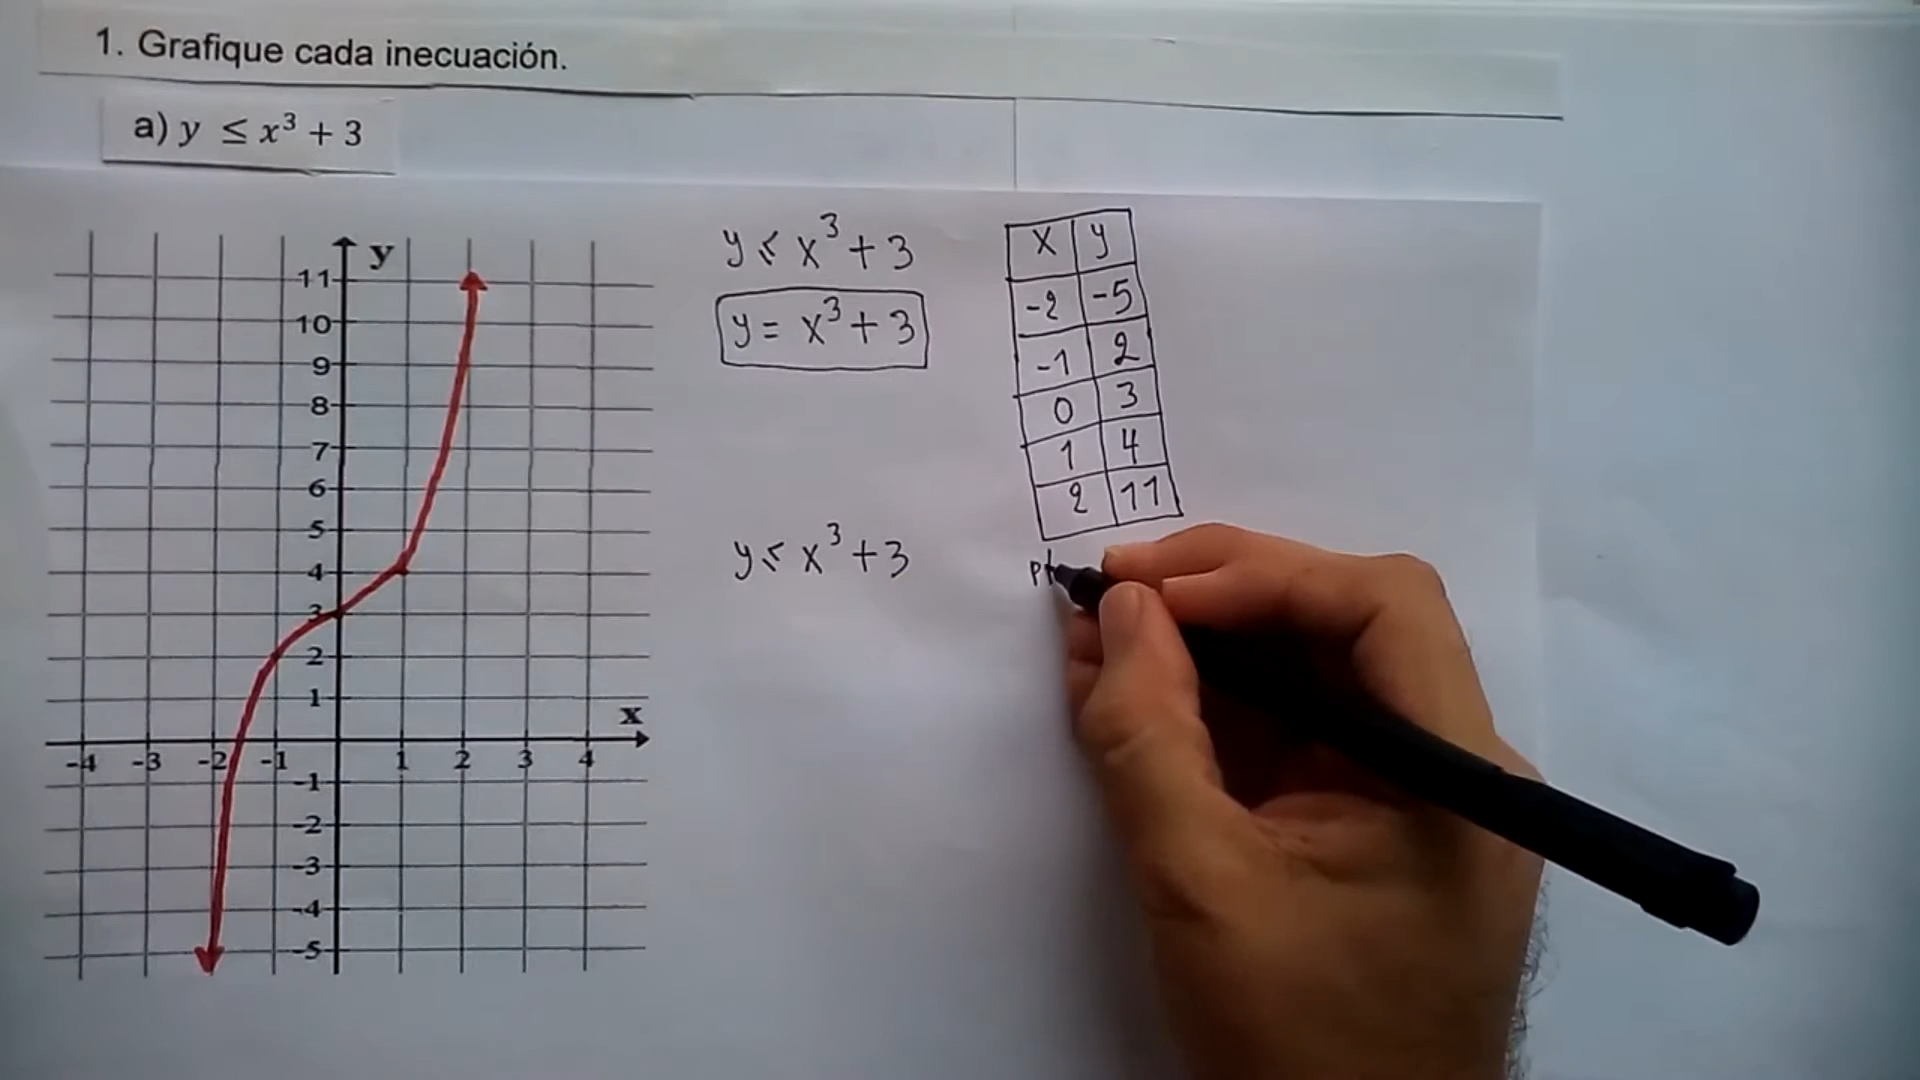 1. Grafique cada inecuación.
a) y ≤ x³ + 3
y ≤ x³ + 3
y = x³ + 3
x y
-2 -5
-1 2
0 3
1 4
2 11
y ≤ x³ + 3
y
11
10
9
8
7
6
5
4
3
2
1
x
-4 -3 -2 -1 1 2 3 4
-1
-2
-3
-4
-5